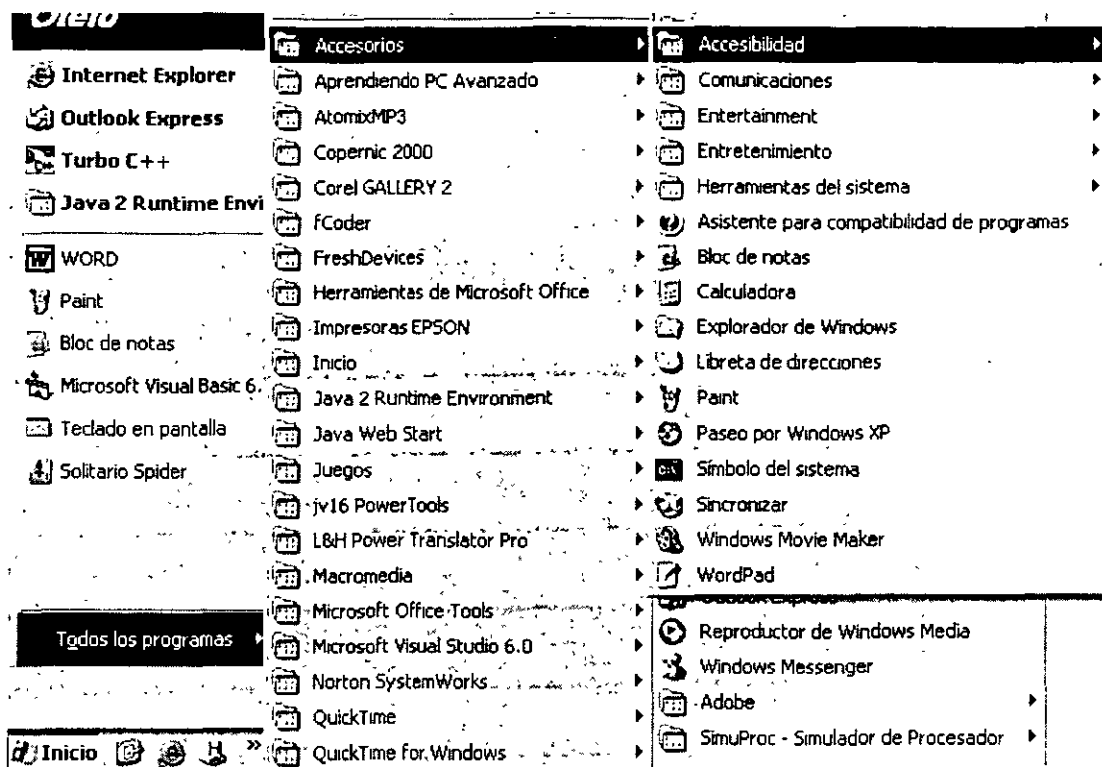 Otelo
Internet Explorer
Outlook Express
Turbo C++
Java 2 Runtime Envi
WORD
Paint
Bloc de notas
Microsoft Visual Basic 6.
Teclado en pantalla
Solitario Spider
Todos los programas
Inicio
»
Accesorios
Aprendiendo PC Avanzado
AtomixMP3
Copernic 2000
Corel GALLERY 2
fCoder
FreshDevices
Herramientas de Microsoft Office
Impresoras EPSON
Inicio
Java 2 Runtime Environment
Java Web Start
Juegos
jv16 PowerTools
L&H Power Translator Pro
Macromedia
Microsoft Office Tools
Microsoft Visual Studio 6.0
Norton SystemWorks
QuickTime
QuickTime for Windows
Accesibilidad
Comunicaciones
Entertainment
Entretenimiento
Herramientas del sistema
Asistente para compatibilidad de programas
Bloc de notas
Calculadora
Explorador de Windows
Libreta de direcciones
Paint
Paseo por Windows XP
Símbolo del sistema
Sincronizar
Windows Movie Maker
WordPad
Outlook Express
Reproductor de Windows Media
Windows Messenger
Adobe
SimuProc - Simulador de Procesador